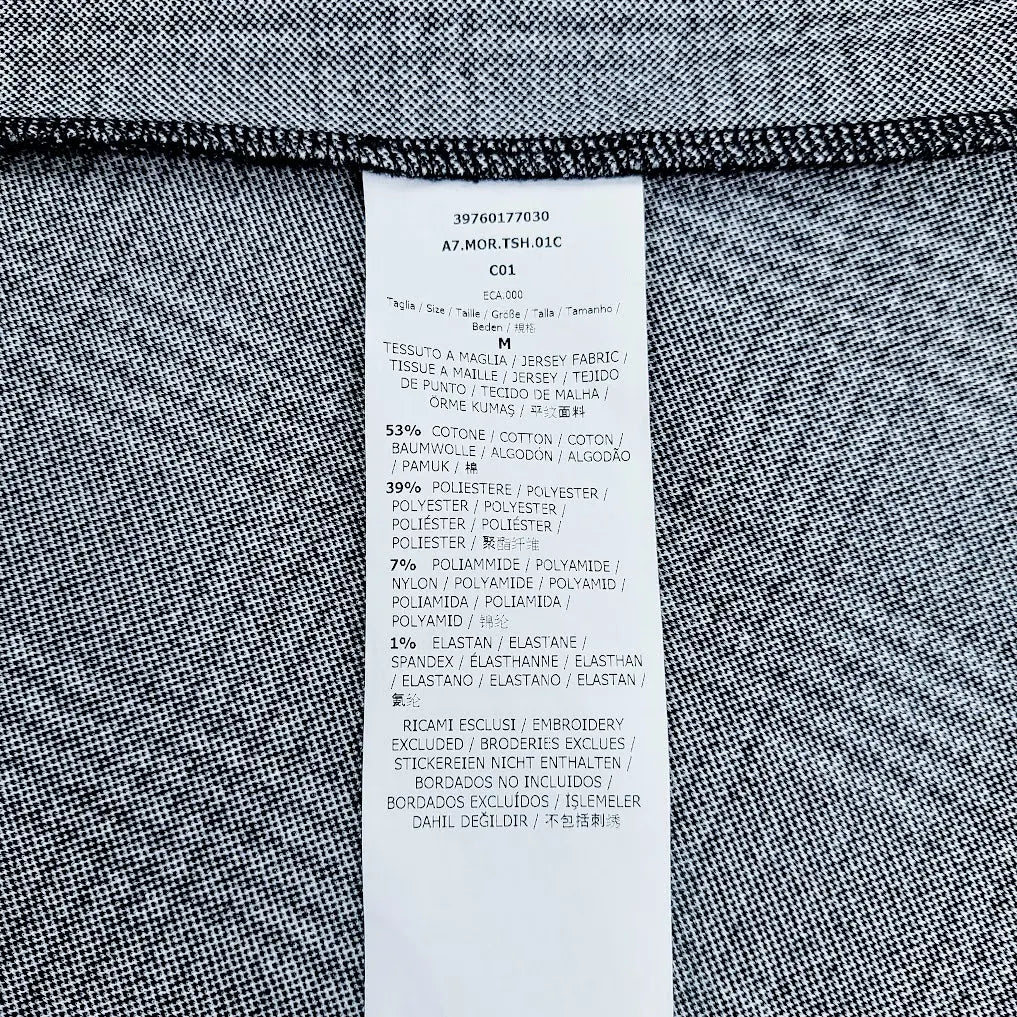 39760177030
A7.MOR.TSH.01C
C01
ECA.000
Taglia / Size / Taille / Größe / Talla / Tamanho /
Beden / 規格
M
TESSUTO A MAGLIA / JERSEY FABRIC /
TISSUE A MAILLE / JERSEY / TEJIDO
DE PUNTO / TECIDO DE MALHA /
ÖRME KUMAŞ / 平纹面料
53% COTONE / COTTON / COTON /
BAUMWOLLE / ALGODÓN / ALGODÃO
/ PAMUK / 棉
39% POLIESTERE / POLYESTER /
POLYESTER / POLYESTER /
POLIÉSTER / POLIÉSTER /
POLIESTER / 聚酯纤维
7% POLIAMMIDE / POLYAMIDE /
NYLON / POLYAMIDE / POLYAMID /
POLIAMIDA / POLIAMIDA /
POLYAMID / 锦纶
1% ELASTAN / ELASTANE /
SPANDEX / ÉLASTHANNE / ELASTHAN
/ ELASTANO / ELASTANO / ELASTAN /
氨纶
RICAMI ESCLUSI / EMBROIDERY
EXCLUDED / BRODERIES EXCLUES /
STICKEREIEN NICHT ENTHALTEN /
BORDADOS NO INCLUIDOS /
BORDADOS EXCLUÍDOS / İŞLEMELER
DAHIL DEĞILDIR / 不包括刺绣